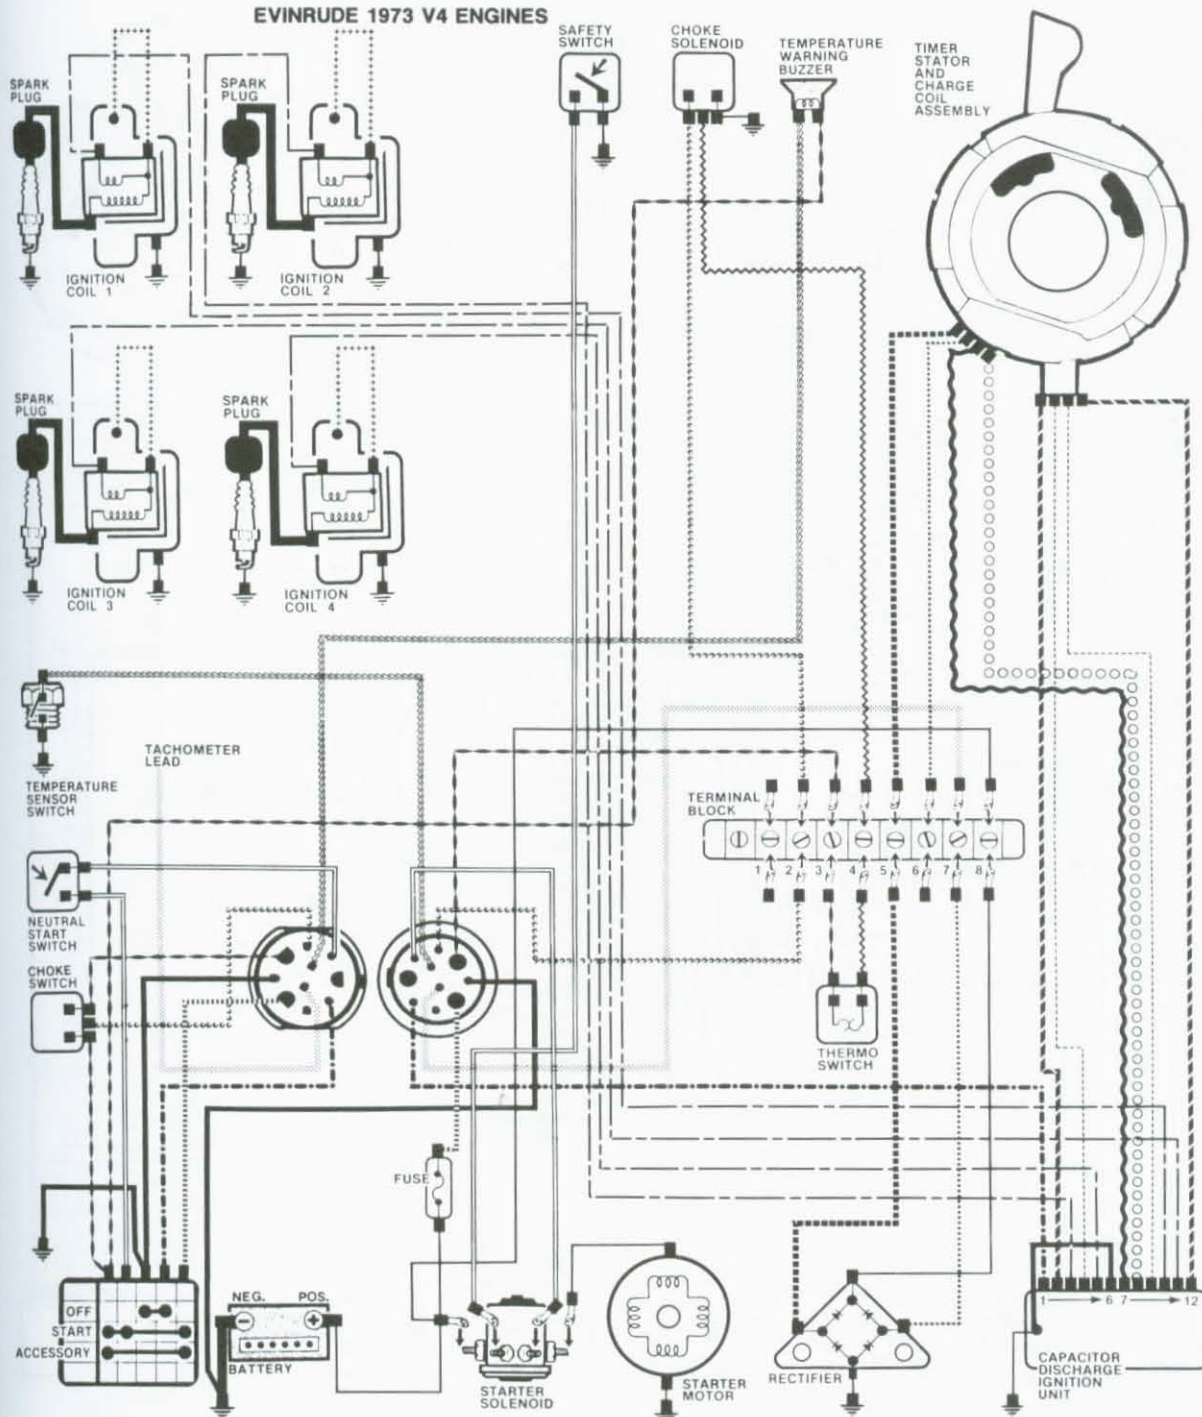 EVINRUDE 1973 V4 ENGINES
SAFETY
SWITCH
CHOKE
SOLENOID
TEMPERATURE
WARNING
BUZZER
TIMER
STATOR
AND
CHARGE
COIL
ASSEMBLY
SPARK
PLUG
SPARK
PLUG
IGNITION
COIL 1
IGNITION
COIL 2
SPARK
PLUG
SPARK
PLUG
IGNITION
COIL 3
IGNITION
COIL 4
TACHOMETER
LEAD
TEMPERATURE
SENSOR
SWITCH
TERMINAL
BLOCK
1 2 3 4 5 6 7 8
NEUTRAL
START
SWITCH
CHOKE
SWITCH
THERMO
SWITCH
FUSE
OFF
START
ACCESSORY
NEG. POS.
− +
BATTERY
STARTER
SOLENOID
STARTER
MOTOR
RECTIFIER
1 6 7 12
CAPACITOR
DISCHARGE
IGNITION
UNIT